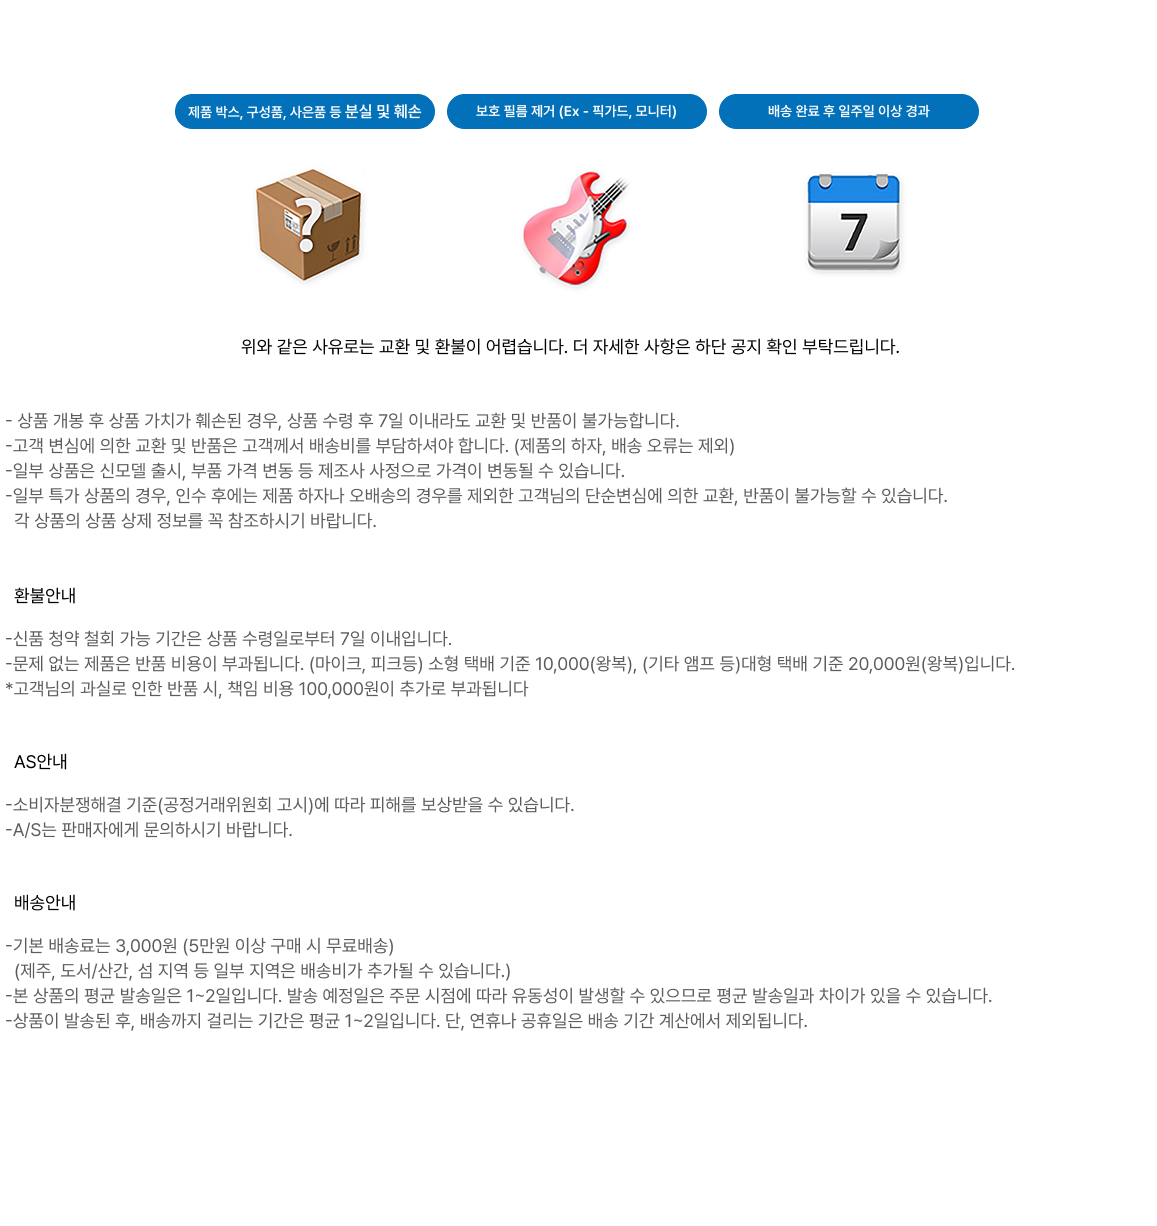 제품 박스, 구성품, 사은품 등 분실 및 훼손
보호 필름 제거 (Ex - 픽가드, 모니터)
배송 완료 후 일주일 이상 경과
?
7
위와 같은 사유로는 교환 및 환불이 어렵습니다. 더 자세한 사항은 하단 공지 확인 부탁드립니다.
- 상품 개봉 후 상품 가치가 훼손된 경우, 상품 수령 후 7일 이내라도 교환 및 반품이 불가능합니다.
-고객 변심에 의한 교환 및 반품은 고객께서 배송비를 부담하셔야 합니다. (제품의 하자, 배송 오류는 제외)
-일부 상품은 신모델 출시, 부품 가격 변동 등 제조사 사정으로 가격이 변동될 수 있습니다.
-일부 특가 상품의 경우, 인수 후에는 제품 하자나 오배송의 경우를 제외한 고객님의 단순변심에 의한 교환, 반품이 불가능할 수 있습니다.
각 상품의 상품 상제 정보를 꼭 참조하시기 바랍니다.
환불안내
-신품 청약 철회 가능 기간은 상품 수령일로부터 7일 이내입니다.
-문제 없는 제품은 반품 비용이 부과됩니다. (마이크, 피크등) 소형 택배 기준 10,000(왕복), (기타 앰프 등)대형 택배 기준 20,000원(왕복)입니다.
*고객님의 과실로 인한 반품 시, 책임 비용 100,000원이 추가로 부과됩니다
AS안내
-소비자분쟁해결 기준(공정거래위원회 고시)에 따라 피해를 보상받을 수 있습니다.
-A/S는 판매자에게 문의하시기 바랍니다.
배송안내
-기본 배송료는 3,000원 (5만원 이상 구매 시 무료배송)
(제주, 도서/산간, 섬 지역 등 일부 지역은 배송비가 추가될 수 있습니다.)
-본 상품의 평균 발송일은 1~2일입니다. 발송 예정일은 주문 시점에 따라 유동성이 발생할 수 있으므로 평균 발송일과 차이가 있을 수 있습니다.
-상품이 발송된 후, 배송까지 걸리는 기간은 평균 1~2일입니다. 단, 연휴나 공휴일은 배송 기간 계산에서 제외됩니다.